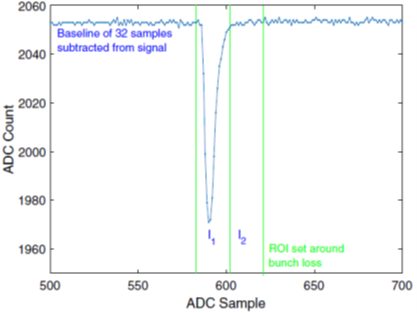 2060
2040
2020
2000
1980
1960
ADC Count
Baseline of 32 samples
subtracted from signal
I1 I2
ROI set around
bunch loss
500 550 600 650 700
ADC Sample